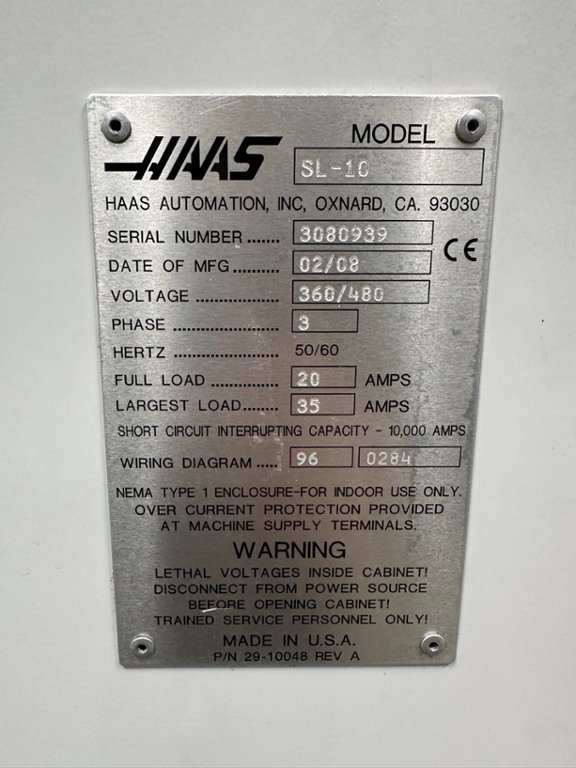 HAAS
MODEL
SL-10
HAAS AUTOMATION, INC, OXNARD, CA. 93030
SERIAL NUMBER ....... 3080939
CE
DATE OF MFG ......... 02/08
VOLTAGE ............... 360/480
PHASE .................. 3
HERTZ .................. 50/60
FULL LOAD ............ 20 AMPS
LARGEST LOAD ........ 35 AMPS
SHORT CIRCUIT INTERRUPTING CAPACITY - 10,000 AMPS
WIRING DIAGRAM ..... 96 0284
NEMA TYPE 1 ENCLOSURE-FOR INDOOR USE ONLY.
OVER CURRENT PROTECTION PROVIDED
AT MACHINE SUPPLY TERMINALS.
WARNING
LETHAL VOLTAGES INSIDE CABINET!
DISCONNECT FROM POWER SOURCE
BEFORE OPENING CABINET!
TRAINED SERVICE PERSONNEL ONLY!
MADE IN U.S.A.
P/N 29-10048 REV A